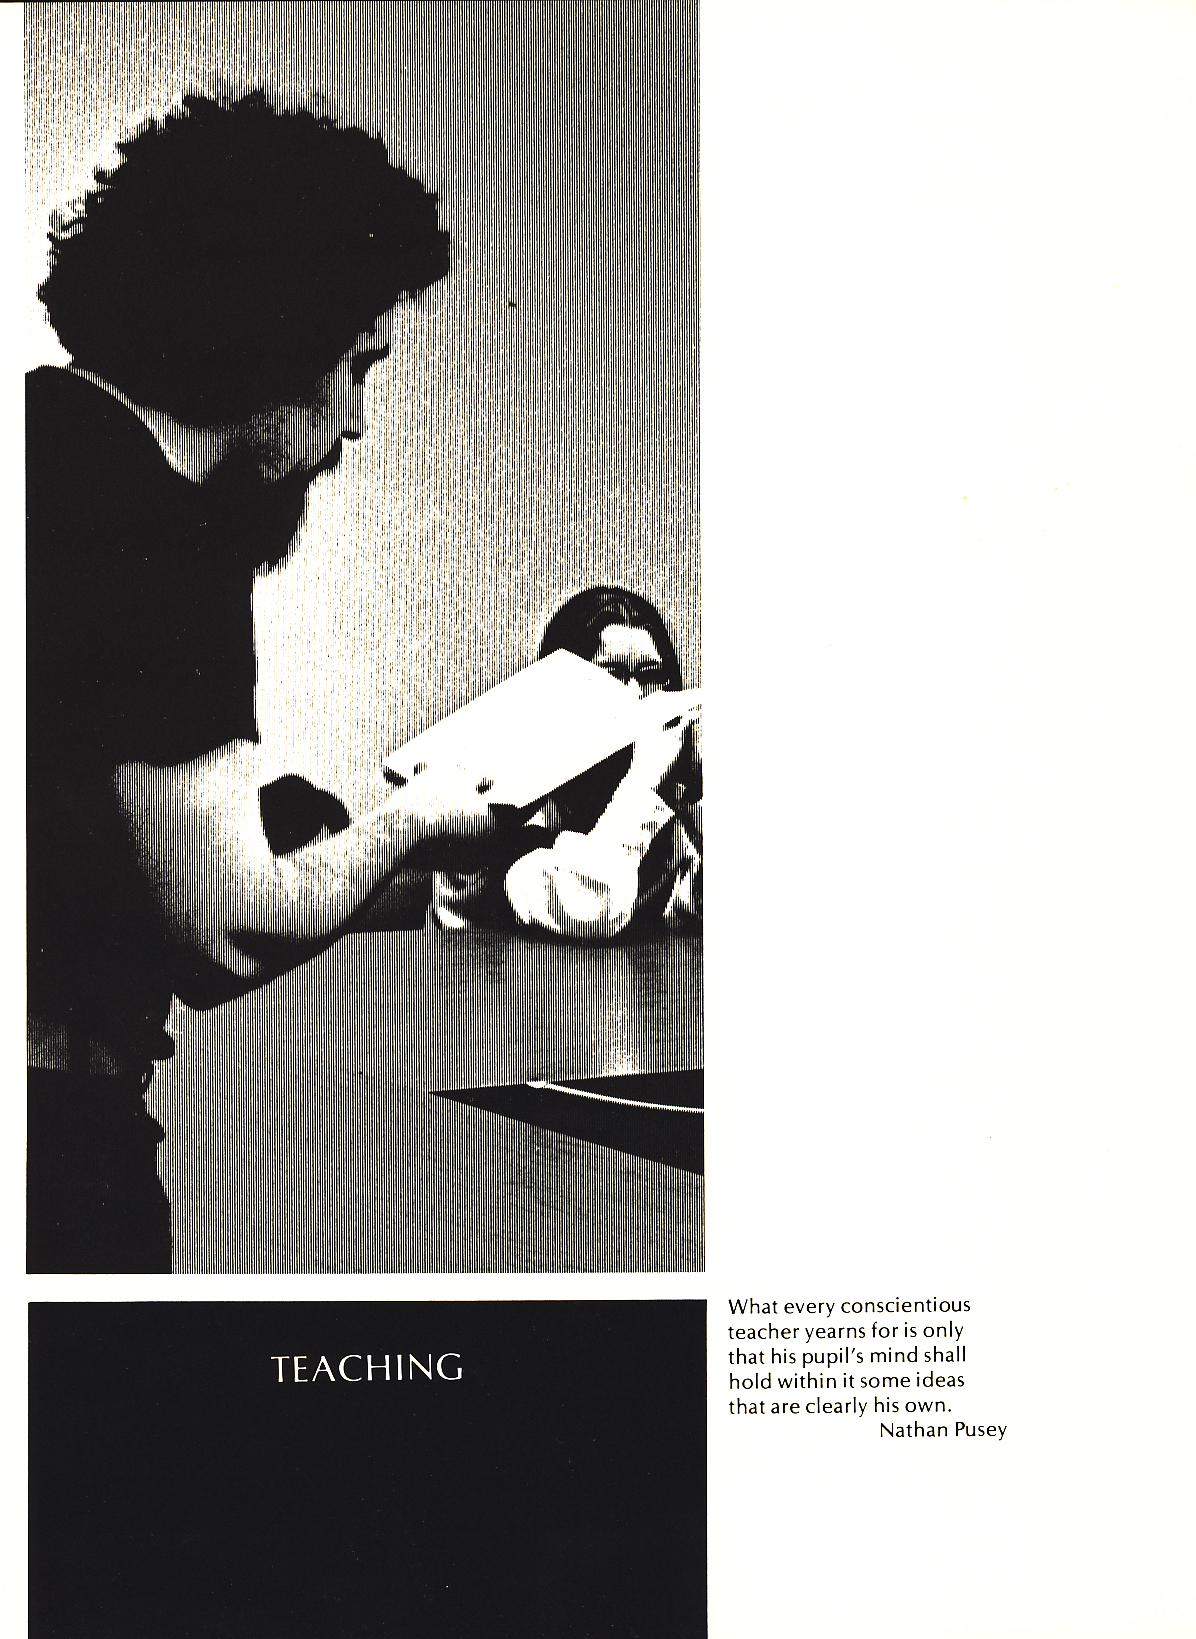 TEACHING
What every conscientious
teacher yearns for is only
that his pupil's mind shall
hold within it some ideas
that are clearly his own.
Nathan Pusey